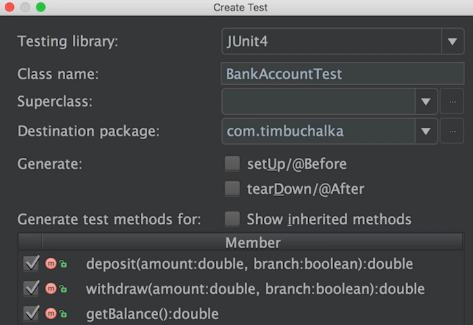 Create Test
Testing library: JUnit4
Class name: BankAccountTest
Superclass:
Destination package: com.timbuchalka
Generate: setUp/@Before
tearDown/@After
Generate test methods for: Show inherited methods
Member
deposit(amount:double, branch:boolean):double
withdraw(amount:double, branch:boolean):double
getBalance():double